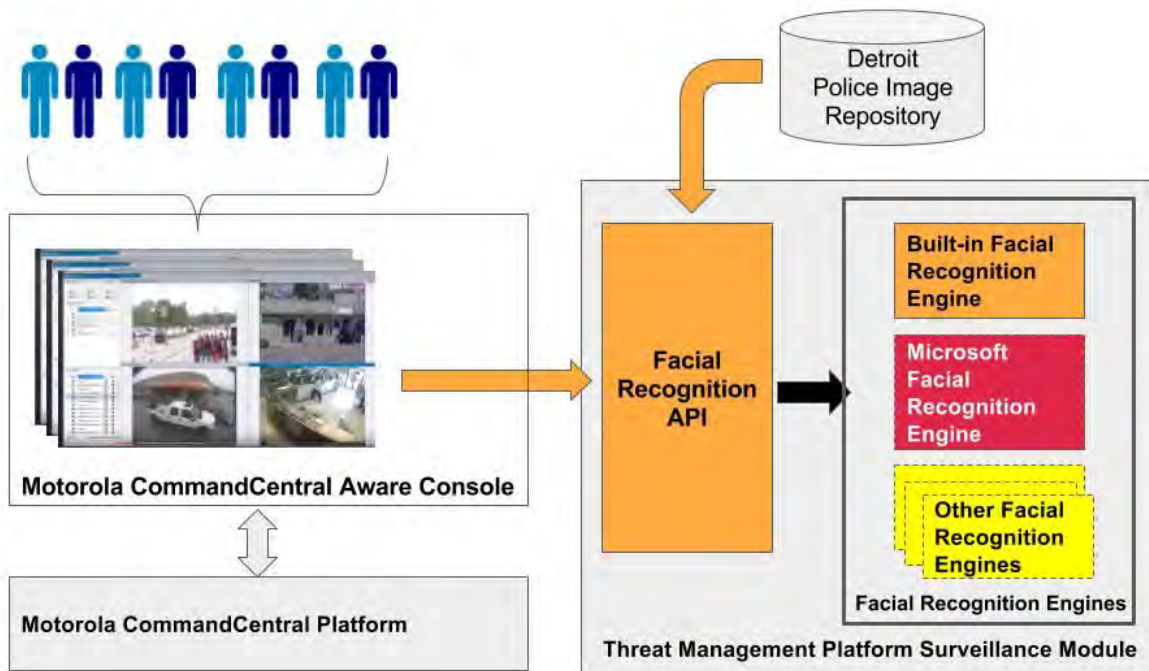 Detroit
Police Image
Repository
Built-in Facial
Recognition
Engine
Facial
Recognition
API
Microsoft
Facial
Recognition
Engine
Other Facial
Recognition
Engines
Facial Recognition Engines
Motorola CommandCentral Aware Console
Motorola CommandCentral Platform
Threat Management Platform Surveillance Module